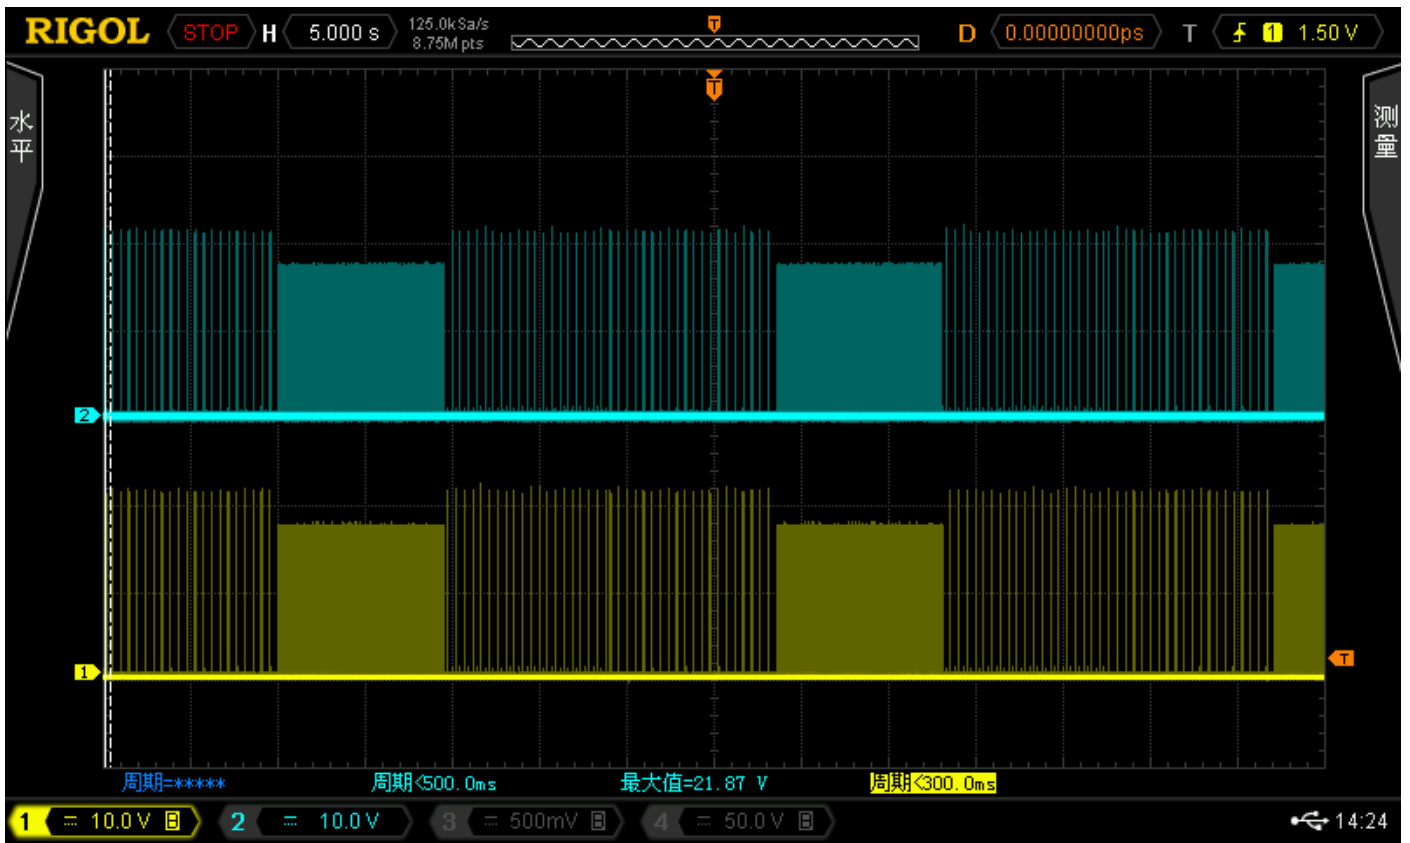 RIGOL STOP H 5.000 s 125.0kSa/s D 0.00000000ps T 1 1.50 V
8.75M pts
T
T
水平
测量
2
1
T
周期=***** 周期<500.0ms 最大值=21.87 V 周期<300.0ms
1 = 10.0 V B 2 = 10.0 V 3 = 500mV B 4 = 50.0 V B 14:24